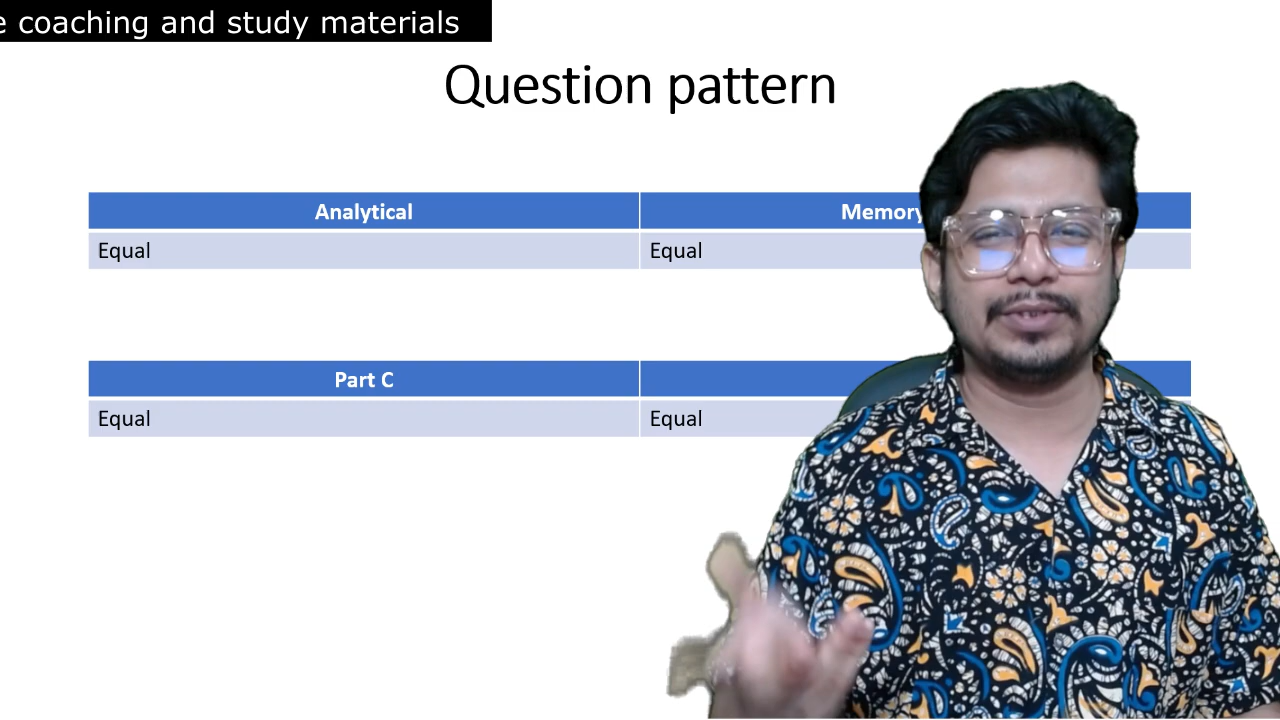 e coaching and study materials
Question pattern
Analytical
Memory
Equal
Equal
Part C
Equal
Equal